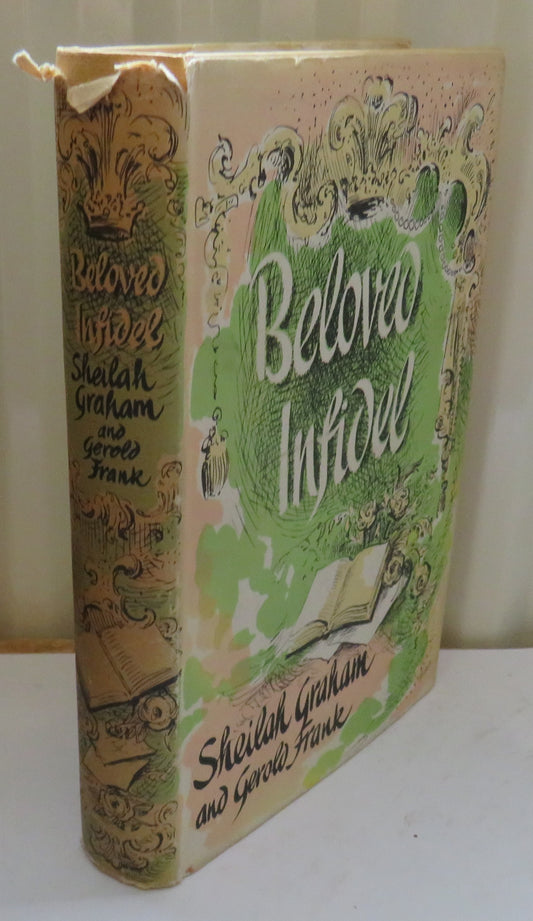 Beloved
Infidel
Sheilah
Graham
and
Gerold
Frank
Beloved
Infidel
Sheilah Graham
and Gerold Frank